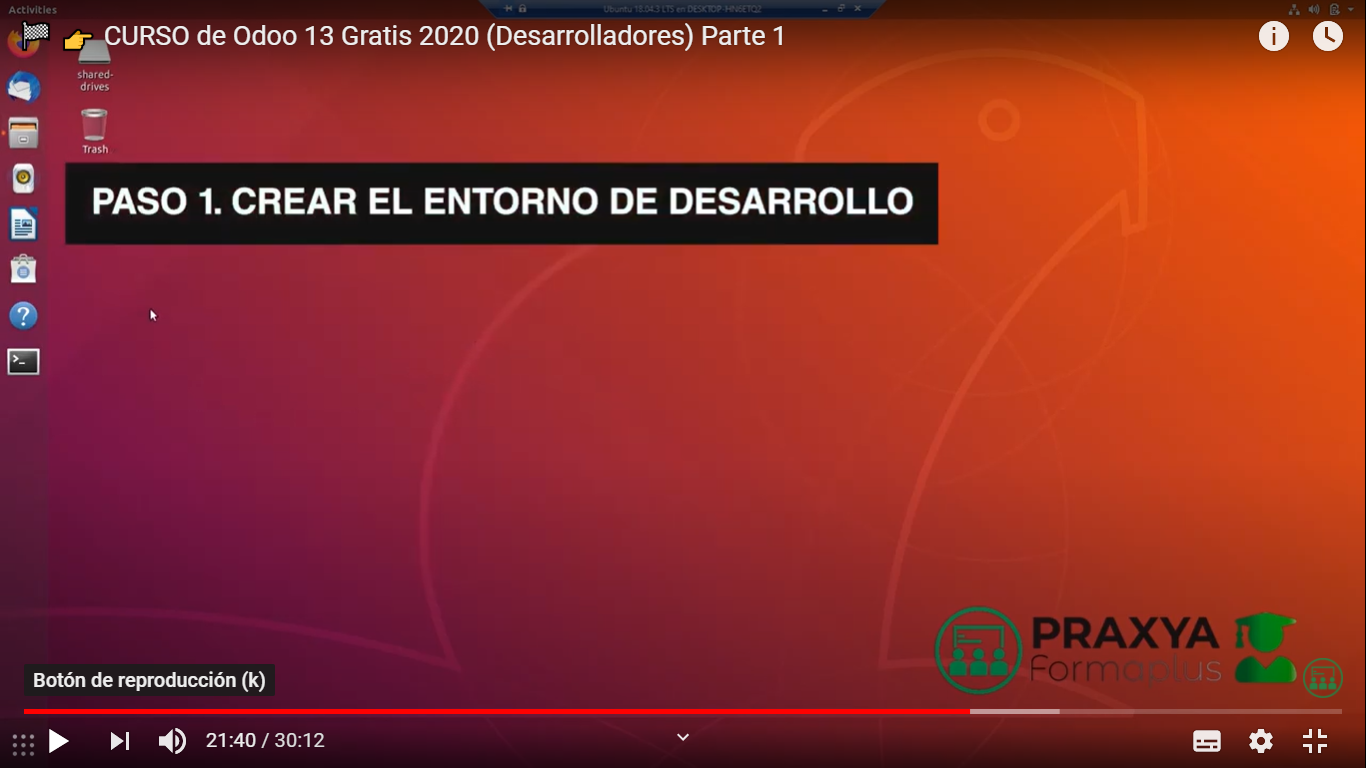 Activities
Ubuntu 18.04.3 LTS en DESKTOP-HN6ETQ2
CURSO de Odoo 13 Gratis 2020 (Desarrolladores) Parte 1
shared-
drives
Trash
PASO 1. CREAR EL ENTORNO DE DESARROLLO
PRAXYA
Formaplus
Botón de reproducción (k)
21:40 / 30:12